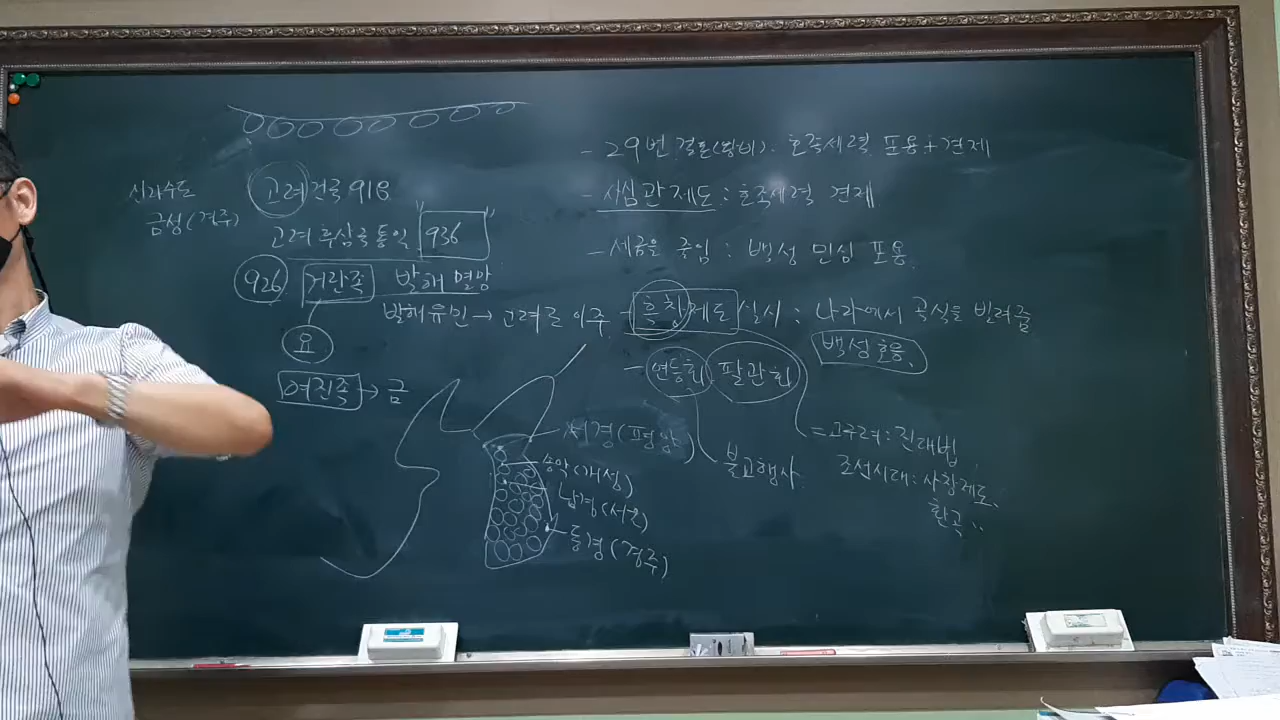 신라수도
금성(경주)
고려 건국 918
고려 후삼국 통일 "936"
926 거란족 발해 멸망
발해유민 → 고려로 이주
요
여진족 → 금
- 29번 결혼(왕비). 호족세력 포용 + 견제
- 사심관 제도 : 호족세력 견제
- 세금을 줄임 : 백성 민심 포용
- 흑창제도 실시 : 나라에서 곡식을 빌려줌
백성호응
- 연등회, 팔관회
불교행사
= 고구려 : 진대법
조선시대 : 사창제도,
환곡..
서경(평양)
송악(개성)
남경(서울)
동경(경주)